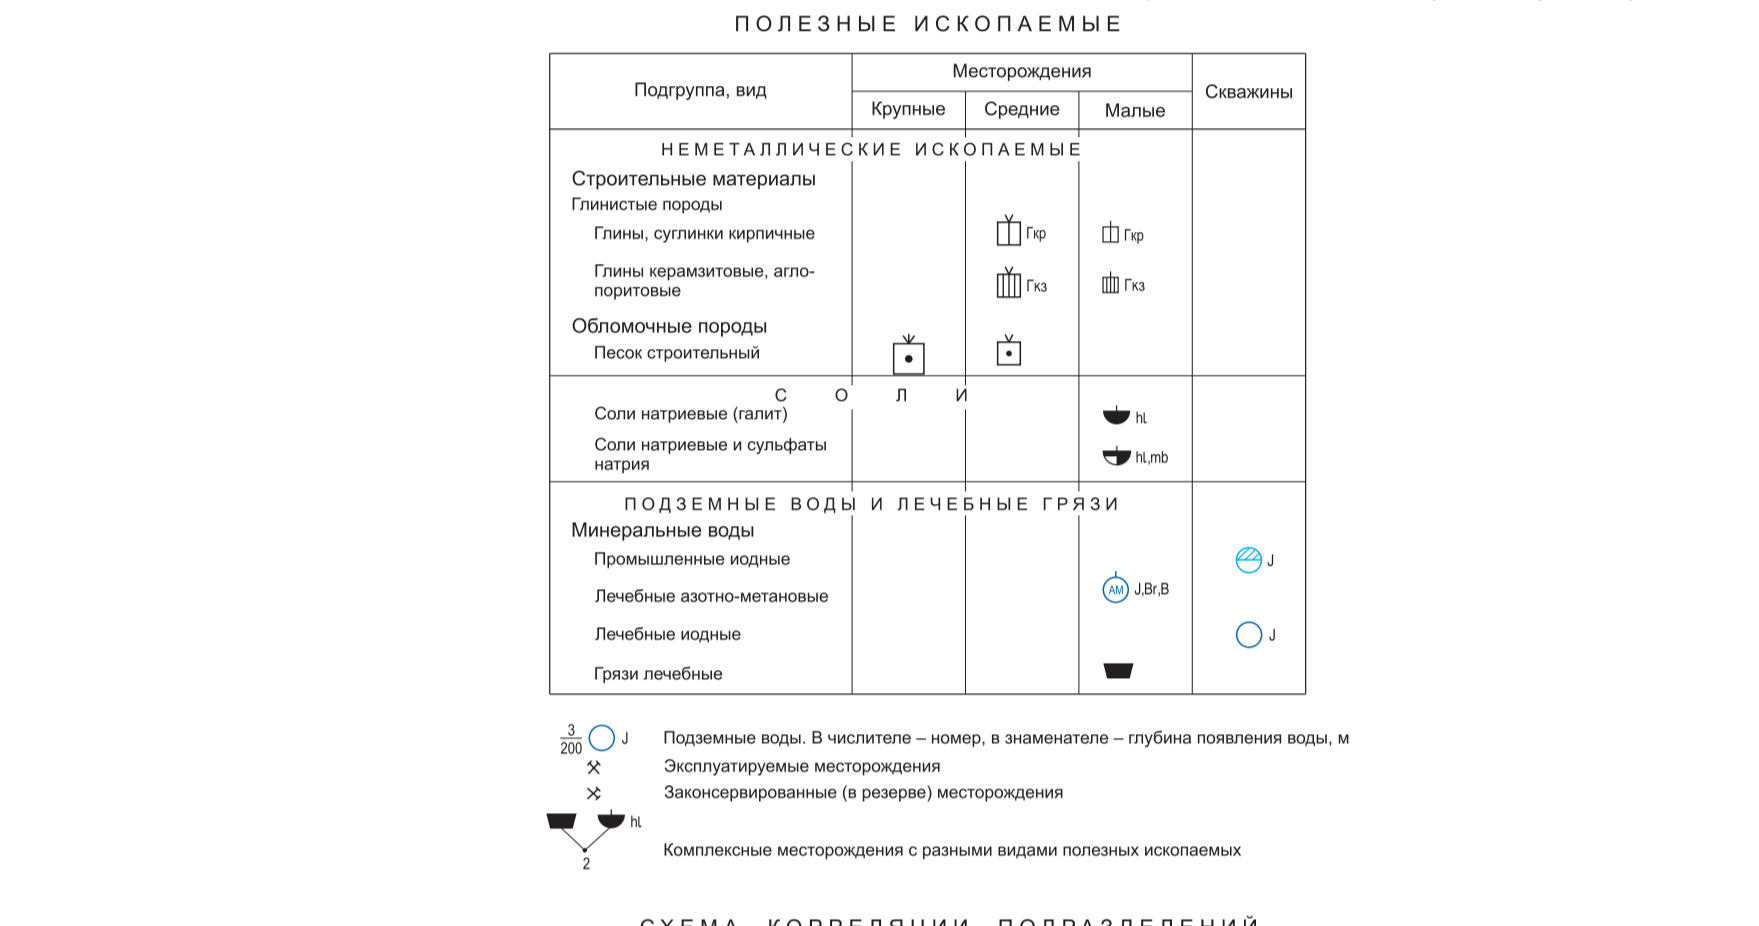 ПОЛЕЗНЫЕ ИСКОПАЕМЫЕ
Подгруппа, вид
Месторождения
Скважины
Крупные
Средние
Малые
НЕМЕТАЛЛИЧЕСКИЕ ИСКОПАЕМЫЕ
Строительные материалы
Глинистые породы
Глины, суглинки кирпичные
Гкр
Гкр
Глины керамзитовые, агло-
поритовые
Гкз
Гкз
Обломочные породы
Песок строительный
СОЛИ
Соли натриевые (галит)
hl
Соли натриевые и сульфаты
натрия
hl,mb
ПОДЗЕМНЫЕ ВОДЫ И ЛЕЧЕБНЫЕ ГРЯЗИ
Минеральные воды
Промышленные иодные
J
Лечебные азотно-метановые
АМ J,Br,B
Лечебные иодные
J
Грязи лечебные
3
200
J
Подземные воды. В числителе – номер, в знаменателе – глубина появления воды, м
Эксплуатируемые месторождения
Законсервированные (в резерве) месторождения
hl
2
Комплексные месторождения с разными видами полезных ископаемых
СХЕМА КОРРЕЛЯЦИИ ПОДРАЗДЕЛЕНИЙ